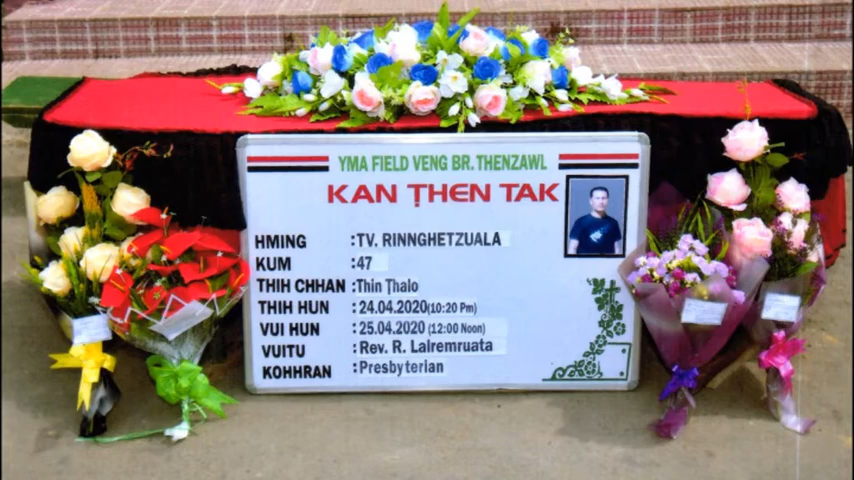 YMA FIELD VENG BR. THENZAWL
KAN ṬHEN TAK
HMING :TV. RINNGHETZUALA
KUM :47
THIH CHHAN :Thin Ṭhalo
THIH HUN :24.04.2020(10:20 Pm)
VUI HUN :25.04.2020 (12:00 Noon)
VUITU :Rev. R. Lalremruata
KOHHRAN :Presbyterian